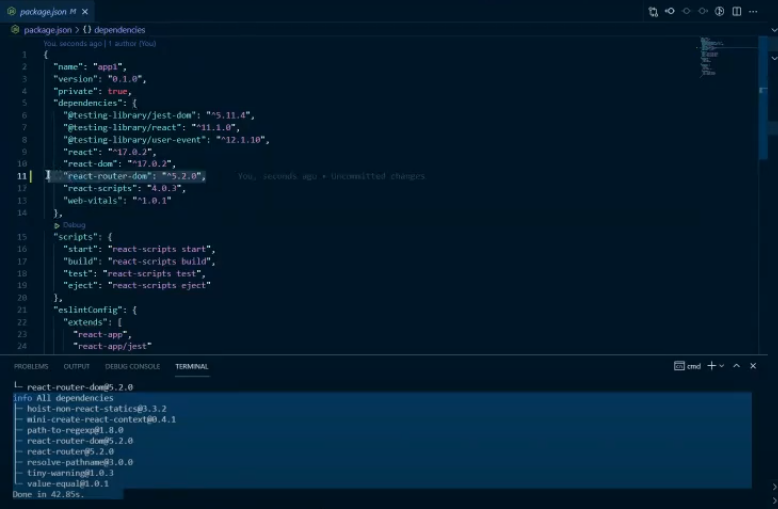 package.json M ×
package.json > {} dependencies
You, seconds ago | 1 author (You)
1 {
2 "name": "app1",
3 "version": "0.1.0",
4 "private": true,
5 "dependencies": {
6 "@testing-library/jest-dom": "^5.11.4",
7 "@testing-library/react": "^11.1.0",
8 "@testing-library/user-event": "^12.1.10",
9 "react": "^17.0.2",
10 "react-dom": "^17.0.2",
11 "react-router-dom": "^5.2.0", You, seconds ago • Uncommitted changes
12 "react-scripts": "4.0.3",
13 "web-vitals": "^1.0.1"
14 },
Debug
15 "scripts": {
16 "start": "react-scripts start",
17 "build": "react-scripts build",
18 "test": "react-scripts test",
19 "eject": "react-scripts eject"
20 },
21 "eslintConfig": {
22 "extends": [
23 "react-app",
24 "react-app/jest"
PROBLEMS OUTPUT DEBUG CONSOLE TERMINAL cmd
└─ react-router-dom@5.2.0
info All dependencies
├─ hoist-non-react-statics@3.3.2
├─ mini-create-react-context@0.4.1
├─ path-to-regexp@1.8.0
├─ react-router-dom@5.2.0
├─ react-router@5.2.0
├─ resolve-pathname@3.0.0
├─ tiny-warning@1.0.3
└─ value-equal@1.0.1
Done in 42.85s.